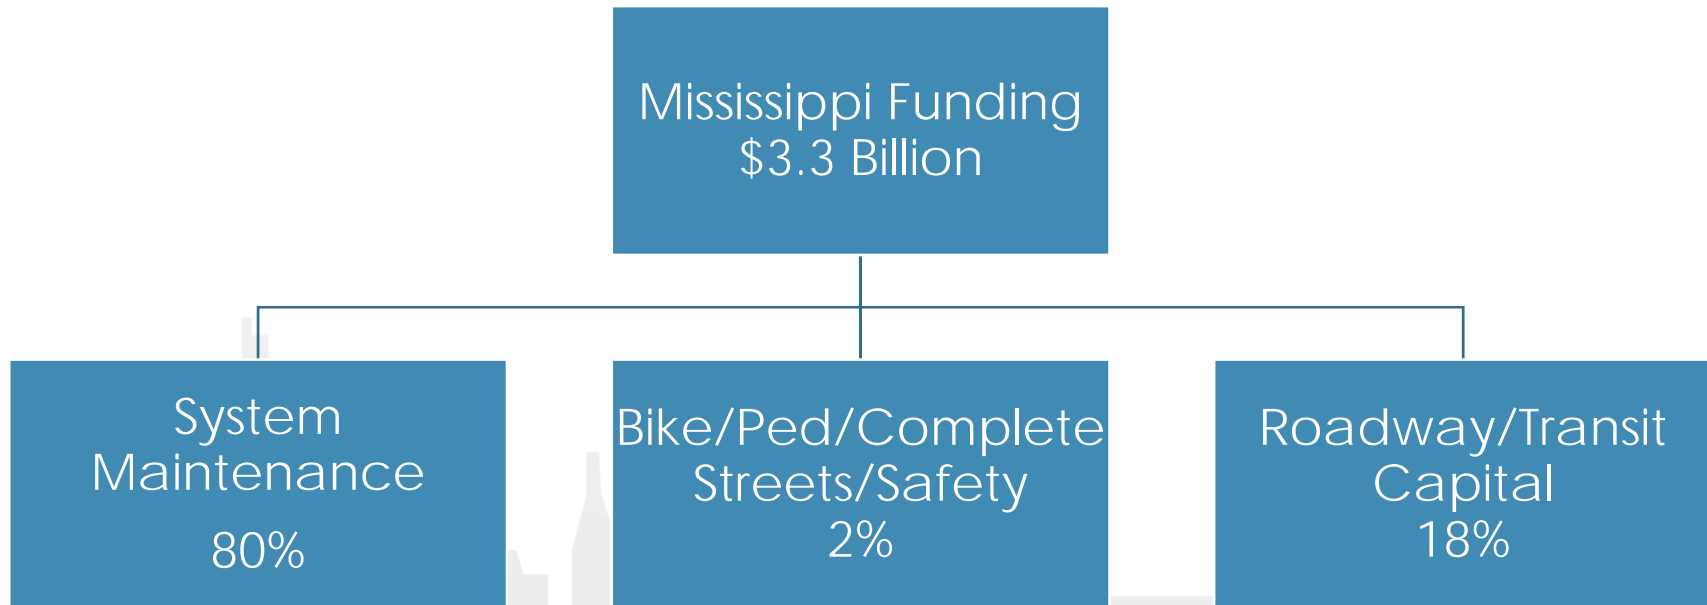 Mississippi Funding
$3.3 Billion
System
Maintenance
80%
Bike/Ped/Complete
Streets/Safety
2%
Roadway/Transit
Capital
18%